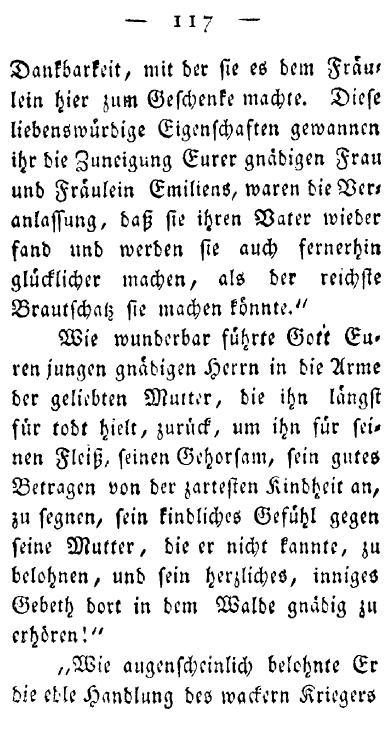 — 117 —
Dankbarkeit, mit der ſie es dem Fräu-
lein hier zum Geſchenke machte. Dieſe
liebenswürdige Eigenſchaften gewannen
ihr die Zuneigung Eurer gnädigen Frau
und Fräulein Emiliens, waren die Ver-
anlaſſung, daß ſie ihren Vater wieder
fand und werden ſie auch fernerhin
glücklicher machen, als der reichſte
Brautſchatz ſie machen könnte."
Wie wunderbar führte Gott Eu-
ren jungen gnädigen Herrn in die Arme
der geliebten Mutter, die ihn längſt
für todt hielt, zurück, um ihn für ſei-
nen Fleiß, ſeinen Gehorſam, ſein gutes
Betragen von der zarteſten Kindheit an,
zu ſegnen, ſein kindliches Gefühl gegen
ſeine Mutter, die er nicht kannte, zu
belohnen, und ſein herzliches, inniges
Gebeth dort in dem Walde gnädig zu
erhören!"
„Wie augenſcheinlich belohnte Er
die edle Handlung des wackern Kriegers